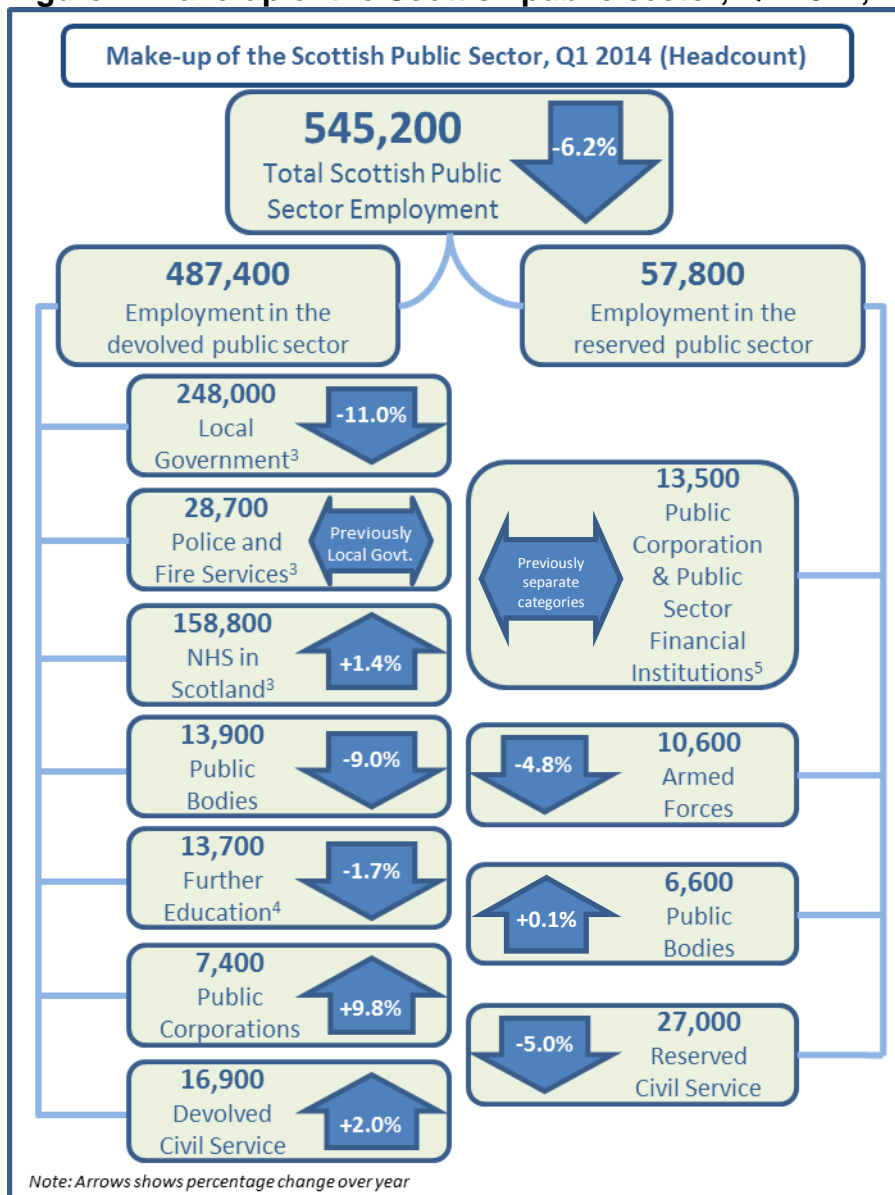 Make-up of the Scottish Public Sector, Q1 2014 (Headcount)
545,200
Total Scottish Public
Sector Employment
-6.2%
487,400
Employment in the
devolved public sector
57,800
Employment in the
reserved public sector
248,000
Local
Government³
-11.0%
28,700
Police and
Fire Services³
Previously
Local Govt.
158,800
NHS in
Scotland³
+1.4%
13,900
Public
Bodies
-9.0%
13,700
Further
Education⁴
-1.7%
7,400
Public
Corporations
+9.8%
16,900
Devolved
Civil Service
+2.0%
Previously
separate
categories
13,500
Public
Corporation
& Public
Sector
Financial
Institutions⁵
-4.8%
10,600
Armed
Forces
+0.1%
6,600
Public
Bodies
-5.0%
27,000
Reserved
Civil Service
Note: Arrows shows percentage change over year